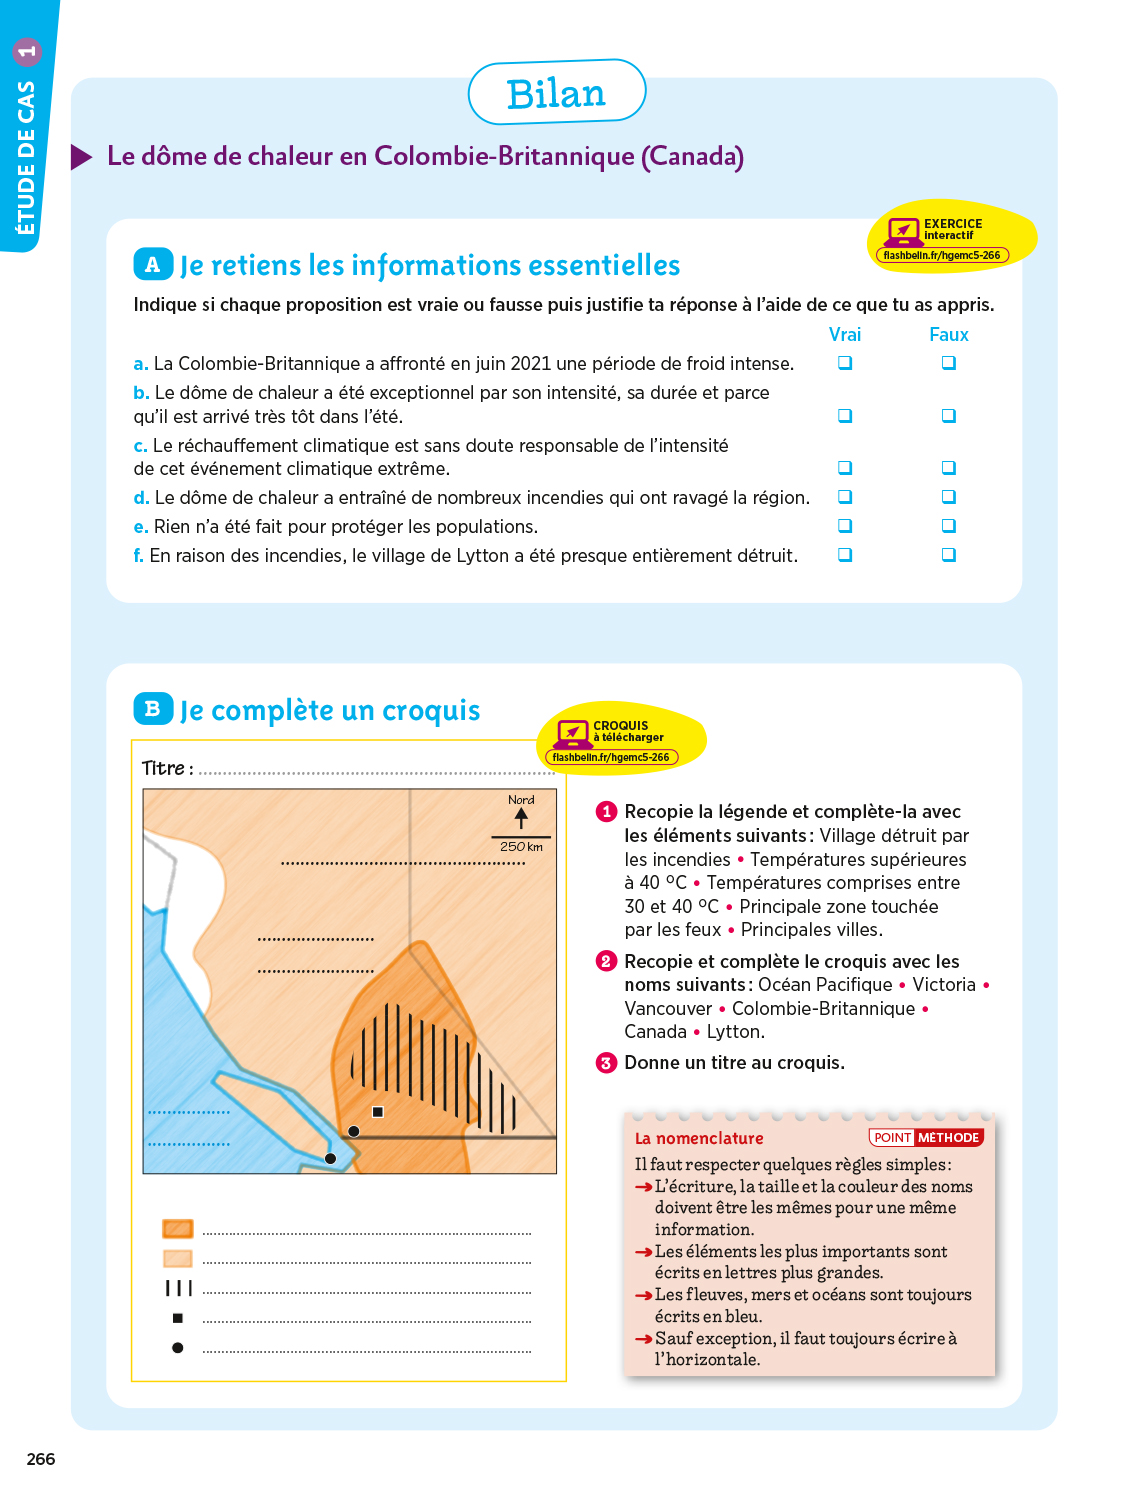 ÉTUDE DE CAS 1
Bilan
Le dôme de chaleur en Colombie-Britannique (Canada)
EXERCICE
interactif
flashbelin.fr/hgemc5-266
A Je retiens les informations essentielles
Indique si chaque proposition est vraie ou fausse puis justifie ta réponse à l'aide de ce que tu as appris.
Vrai Faux
a. La Colombie-Britannique a affronté en juin 2021 une période de froid intense. ❑ ❑
b. Le dôme de chaleur a été exceptionnel par son intensité, sa durée et parce
qu'il est arrivé très tôt dans l'été. ❑ ❑
c. Le réchauffement climatique est sans doute responsable de l'intensité
de cet événement climatique extrême. ❑ ❑
d. Le dôme de chaleur a entraîné de nombreux incendies qui ont ravagé la région. ❑ ❑
e. Rien n'a été fait pour protéger les populations. ❑ ❑
f. En raison des incendies, le village de Lytton a été presque entièrement détruit. ❑ ❑
B Je complète un croquis
CROQUIS
à télécharger
flashbelin.fr/hgemc5-266
Titre : ................................................................
Nord
250 km
1 Recopie la légende et complète-la avec
les éléments suivants : Village détruit par
les incendies • Températures supérieures
à 40 ºC • Températures comprises entre
30 et 40 ºC • Principale zone touchée
par les feux • Principales villes.
2 Recopie et complète le croquis avec les
noms suivants : Océan Pacifique • Victoria •
Vancouver • Colombie-Britannique •
Canada • Lytton.
3 Donne un titre au croquis.
La nomenclature POINT MÉTHODE
Il faut respecter quelques règles simples :
➞ L'écriture, la taille et la couleur des noms
doivent être les mêmes pour une même
information.
➞ Les éléments les plus importants sont
écrits en lettres plus grandes.
➞ Les fleuves, mers et océans sont toujours
écrits en bleu.
➞ Sauf exception, il faut toujours écrire à
l'horizontale.
266